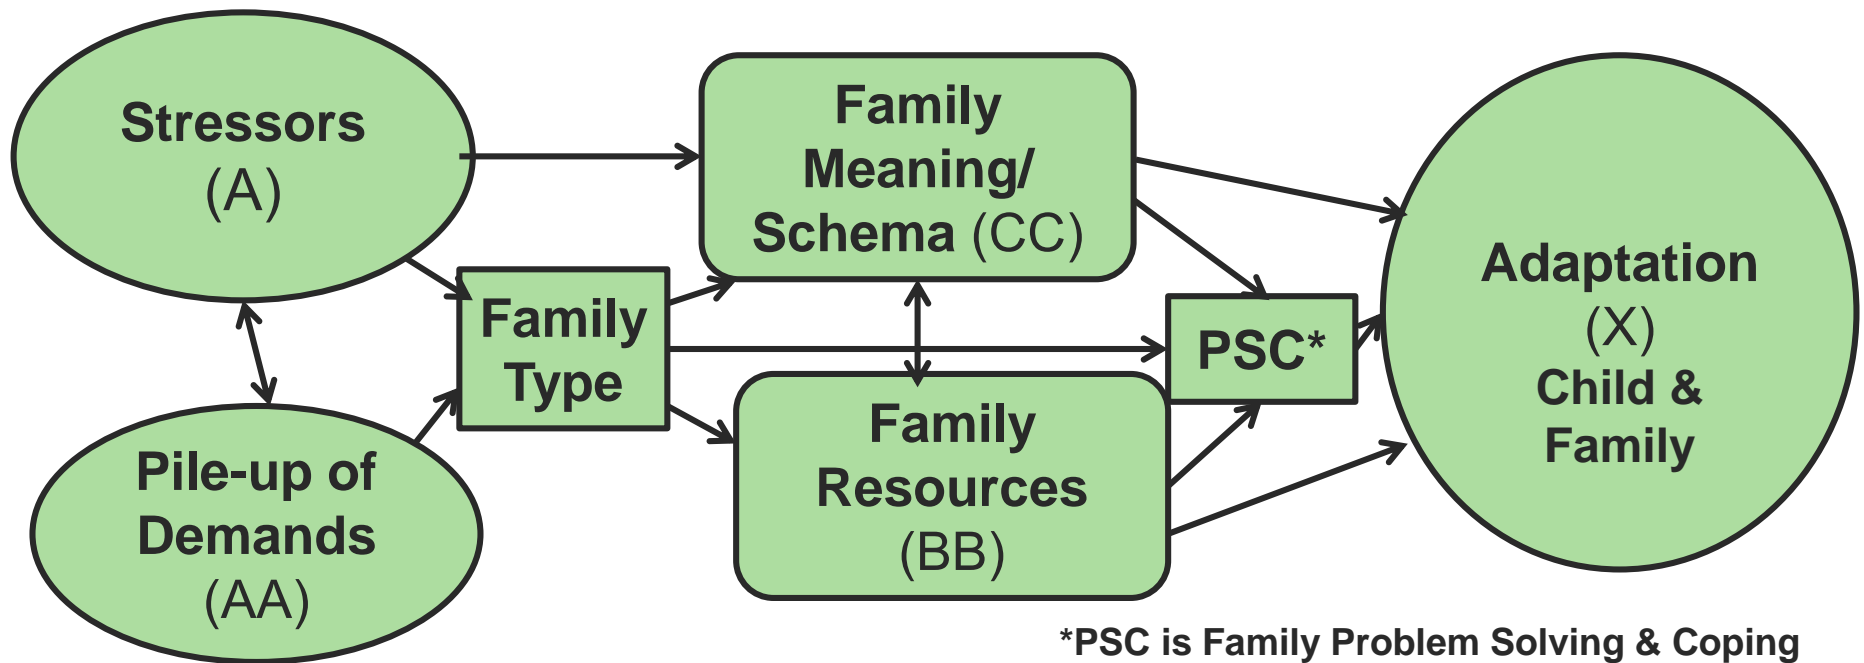 Stressors
(A)
Pile-up of
Demands
(AA)
Family
Type
Family
Meaning/
Schema (CC)
Family
Resources
(BB)
PSC*
Adaptation
(X)
Child &
Family
*PSC is Family Problem Solving & Coping